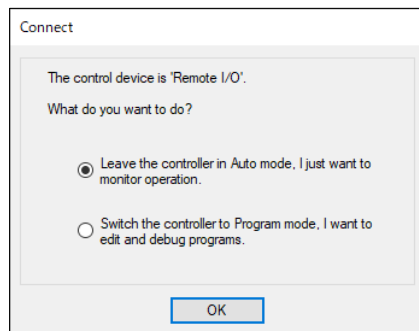 Connect
The control device is 'Remote I/O'.
What do you want to do?
Leave the controller in Auto mode, I just want to
monitor operation.
Switch the controller to Program mode, I want to
edit and debug programs.
OK